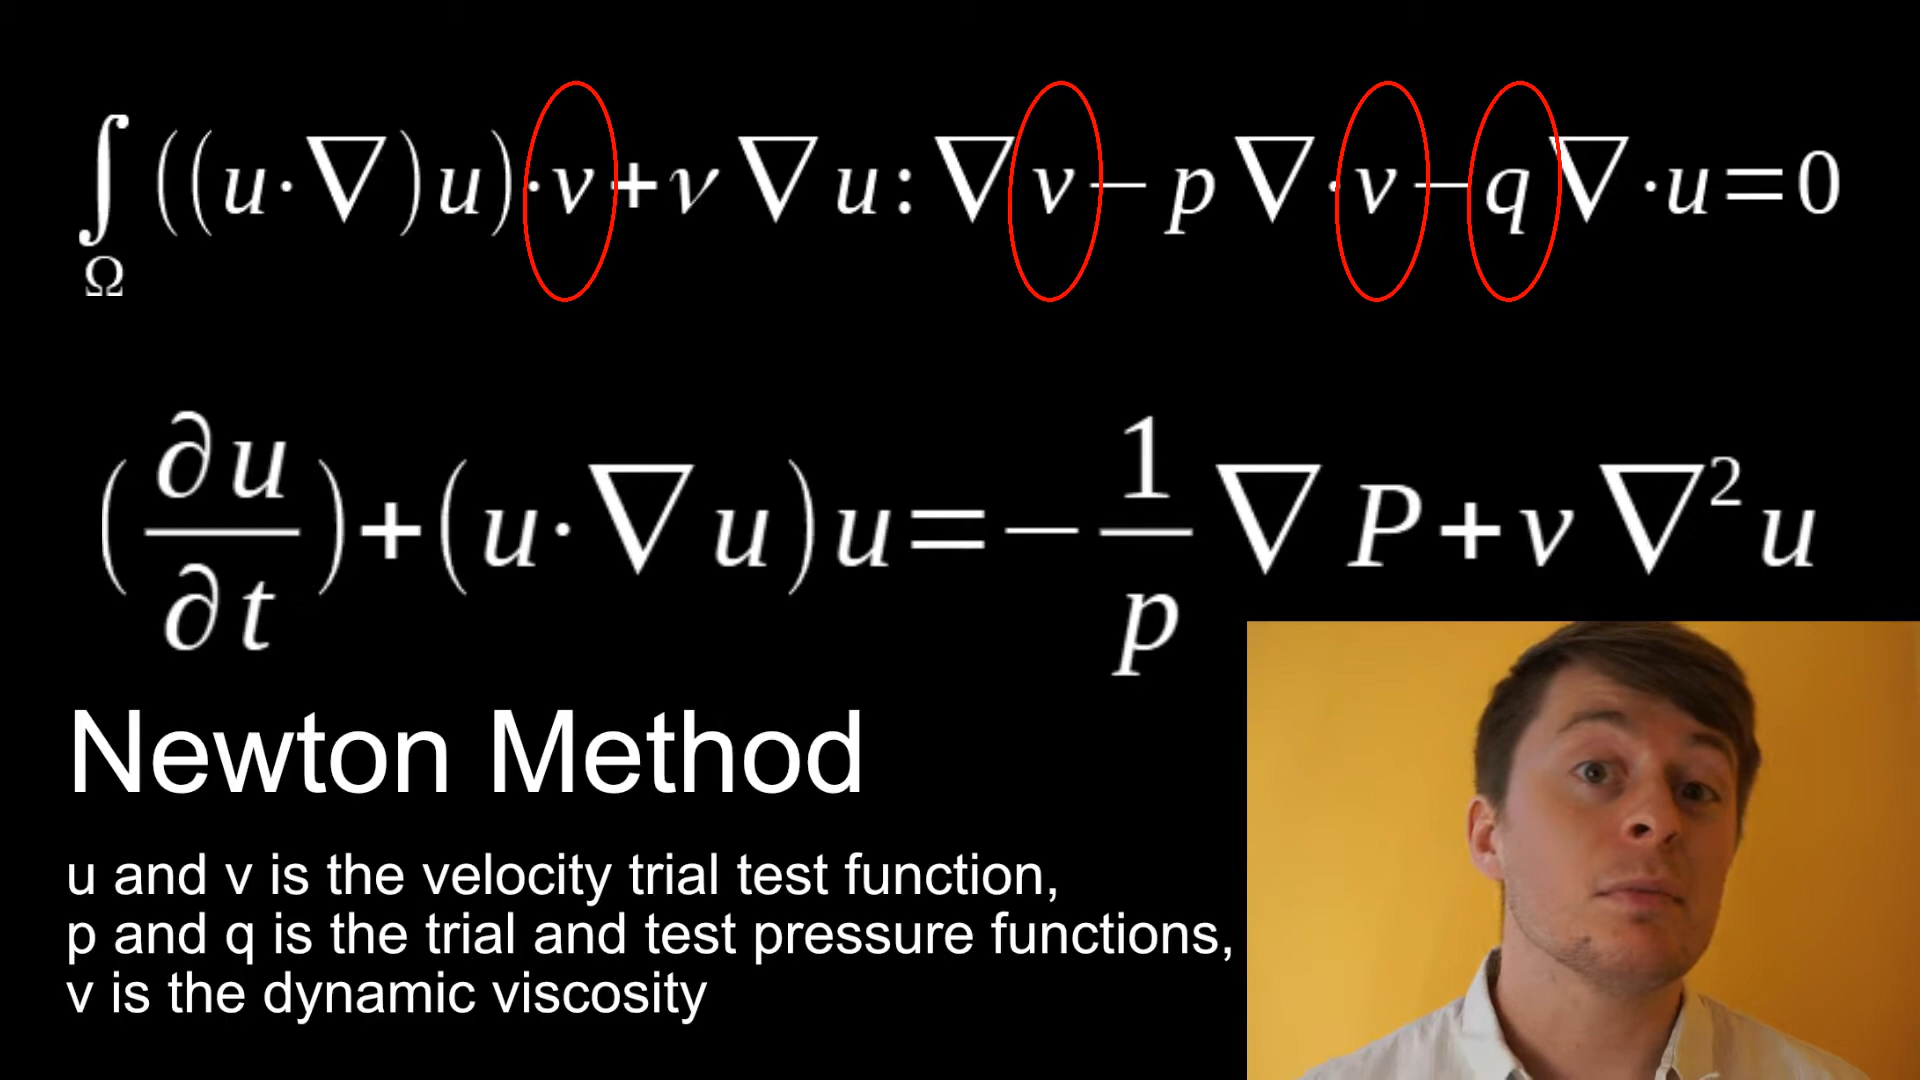 ∫_Ω ((u·∇)u)·v+ν∇u:∇v−p∇·v−q∇·u=0
(∂u/∂t)+(u·∇u)u=−1/p ∇P+v∇²u
Newton Method
u and v is the velocity trial test function,
p and q is the trial and test pressure functions,
v is the dynamic viscosity